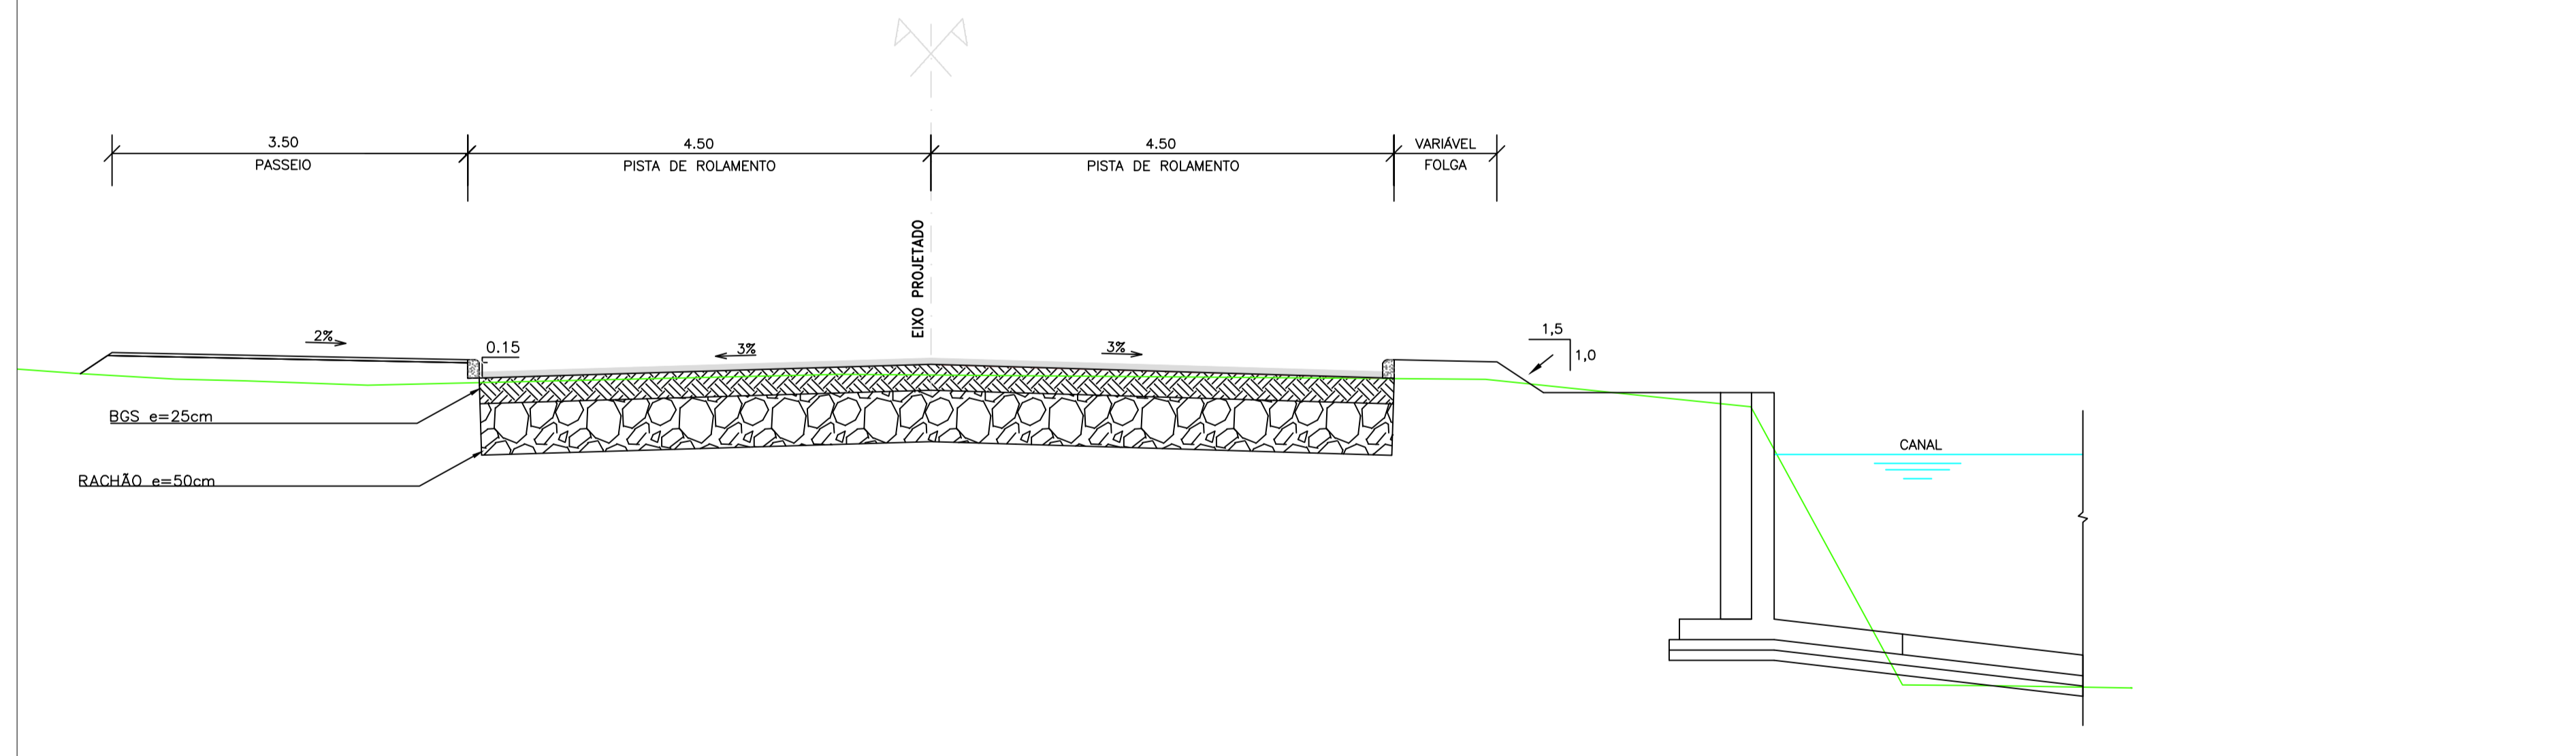 3.50
PASSEIO
4.50
PISTA DE ROLAMENTO
4.50
PISTA DE ROLAMENTO
VARIÁVEL
FOLGA
EIXO PROJETADO
2%
0.15
3%
3%
1,5
1,0
BGS e=25cm
RACHÃO e=50cm
CANAL